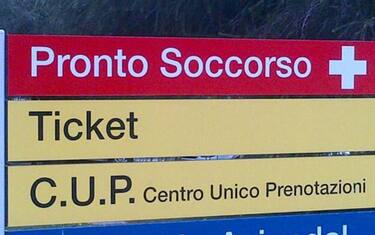 Pronto Soccorso
Ticket
C.U.P. Centro Unico Prenotazioni